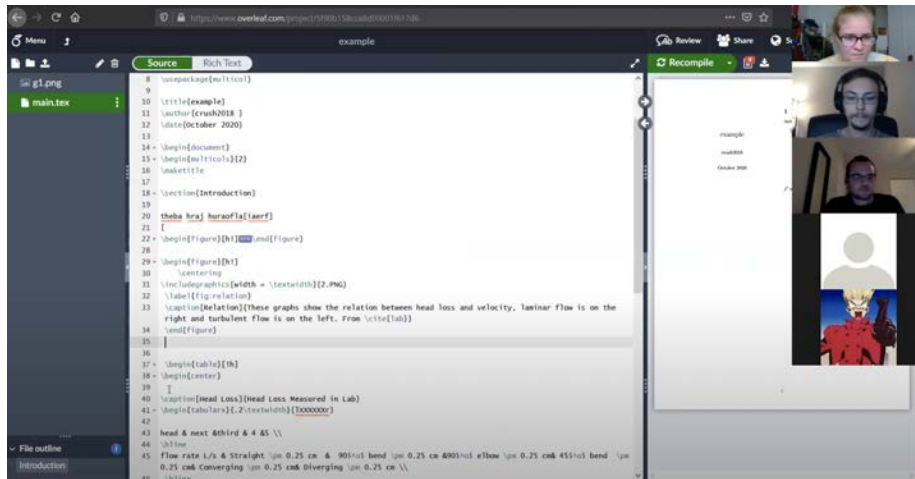 https://www.overleaf.com/project/5f90b158cca8d00001f617d6
Menu
example
Review
Share
Source
Rich Text
Recompile
g1.png
main.tex
8 \usepackage{multicol}
9
10 \title{example}
11 \author{crush2018 }
12 \date{October 2020}
13
14 \begin{document}
15 \begin{multicols}{2}
16 \maketitle
17
18 \section{Introduction}
19
20 theba hraj huraofla[iaerf]
21 [
22 \begin{figure}[h!]\end{figure}
28
29 \begin{figure}[h!]
30 \centering
31 \includegraphics[width = \textwidth]{2.PNG}
32 \label{fig:relation}
33 \caption[Relation]{These graphs show the relation between head loss and velocity, laminar flow is on the
right and turbulent flow is on the left. From \cite{lab}}
34 \end{figure}
35
36
37 \begin{table}[!h]
38 \begin{center}
39
40 \caption[Head Loss]{Head Loss Measured in Lab}
41 \begin{tabularx}{.2\textwidth}
42
43 head & next &third & 4 &5 \\
44 \hline
45 flow rate L/s & Straight \pm 0.25 cm & bend \pm 0.25 cm elbow \pm 0.25 cm& bend \pm
0.25 cm& Converging \pm 0.25 cm& Diverging \pm 0.25 cm \\
46 \hline
File outline
Introduction
example
crush2018
October 2020